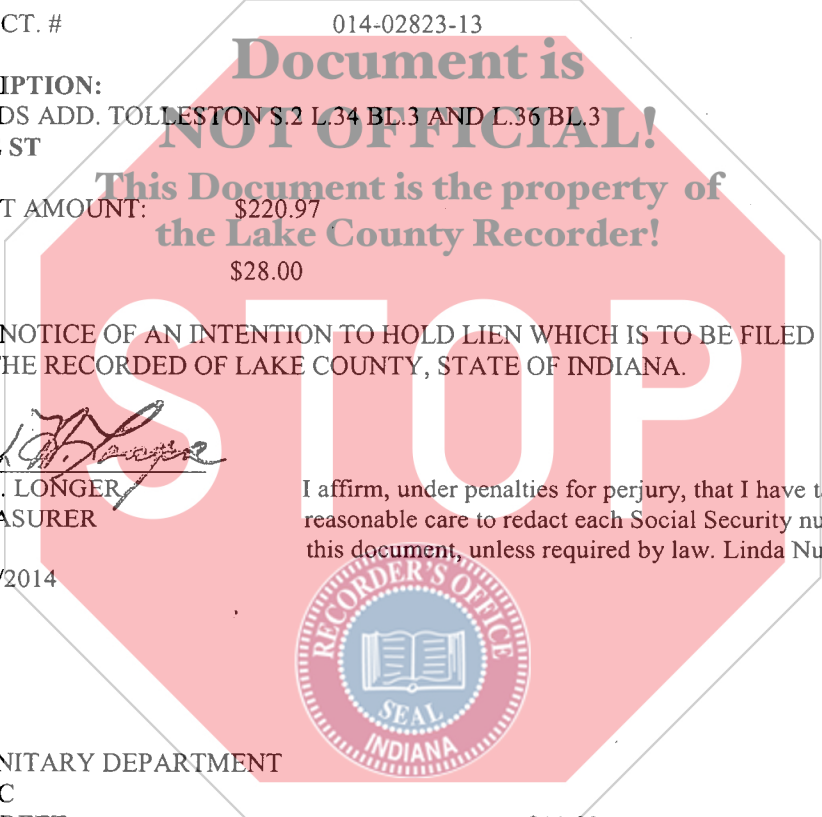 CT. # 014-02823-13
Document is
IPTION:
DS ADD. TOLLESTON S.2 L.34 BL.3 AND L.36 BL.3
NOT OFFICIAL!
ST
This Document is the property of
T AMOUNT: $220.97
the Lake County Recorder!
$28.00
STOP
NOTICE OF AN INTENTION TO HOLD LIEN WHICH IS TO BE FILED
THE RECORDED OF LAKE COUNTY, STATE OF INDIANA.
. LONGER
ASURER
I affirm, under penalties for perjury, that I have t
reasonable care to redact each Social Security nu
this document, unless required by law. Linda Nu
/2014
RECORDER'S OFFICE
SEAL
INDIANA
NITARY DEPARTMENT
C